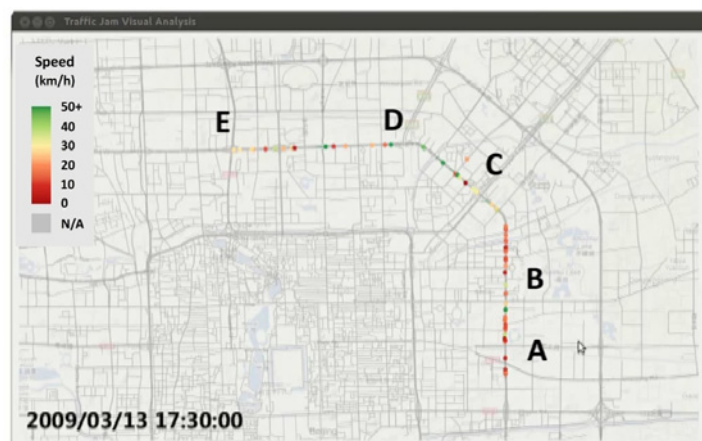 Traffic Jam Visual Analysis
Speed
(km/h)
50+
40
30
20
10
0
N/A
E
D
C
B
A
2009/03/13 17:30:00